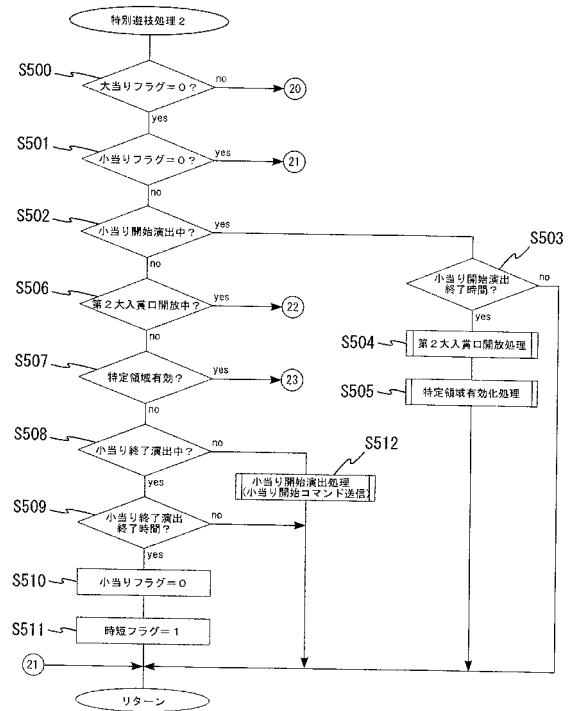 特別遊技処理2
S500
大当りフラグ=0?
no
20
yes
S501
小当りフラグ=0?
yes
21
no
S502
小当り開始演出中?
yes
no
S503
小当り開始演出
終了時間?
no
yes
S504
第2大入賞口開放処理
S505
特定領域有効化処理
S506
第2大入賞口開放中?
yes
22
no
S507
特定領域有効?
yes
23
no
S508
小当り終了演出中?
no
yes
S512
小当り開始演出処理
(小当り開始コマンド送信)
S509
小当り終了演出
終了時間?
no
yes
S510
小当りフラグ=0
S511
時短フラグ=1
21
リターン